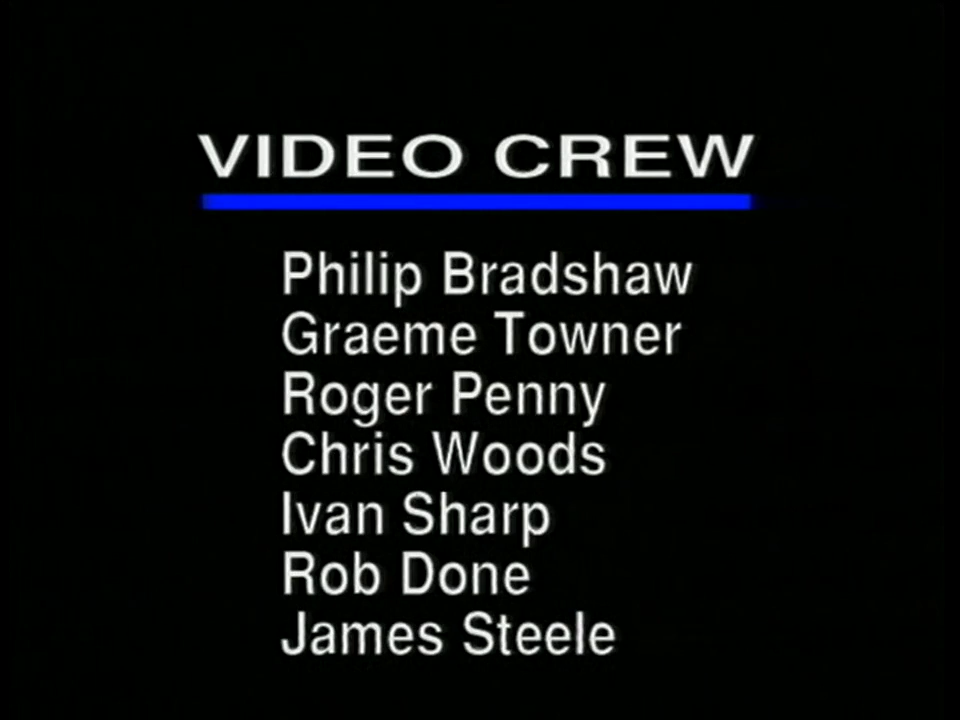 VIDEO CREW
Philip Bradshaw
Graeme Towner
Roger Penny
Chris Woods
Ivan Sharp
Rob Done
James Steele